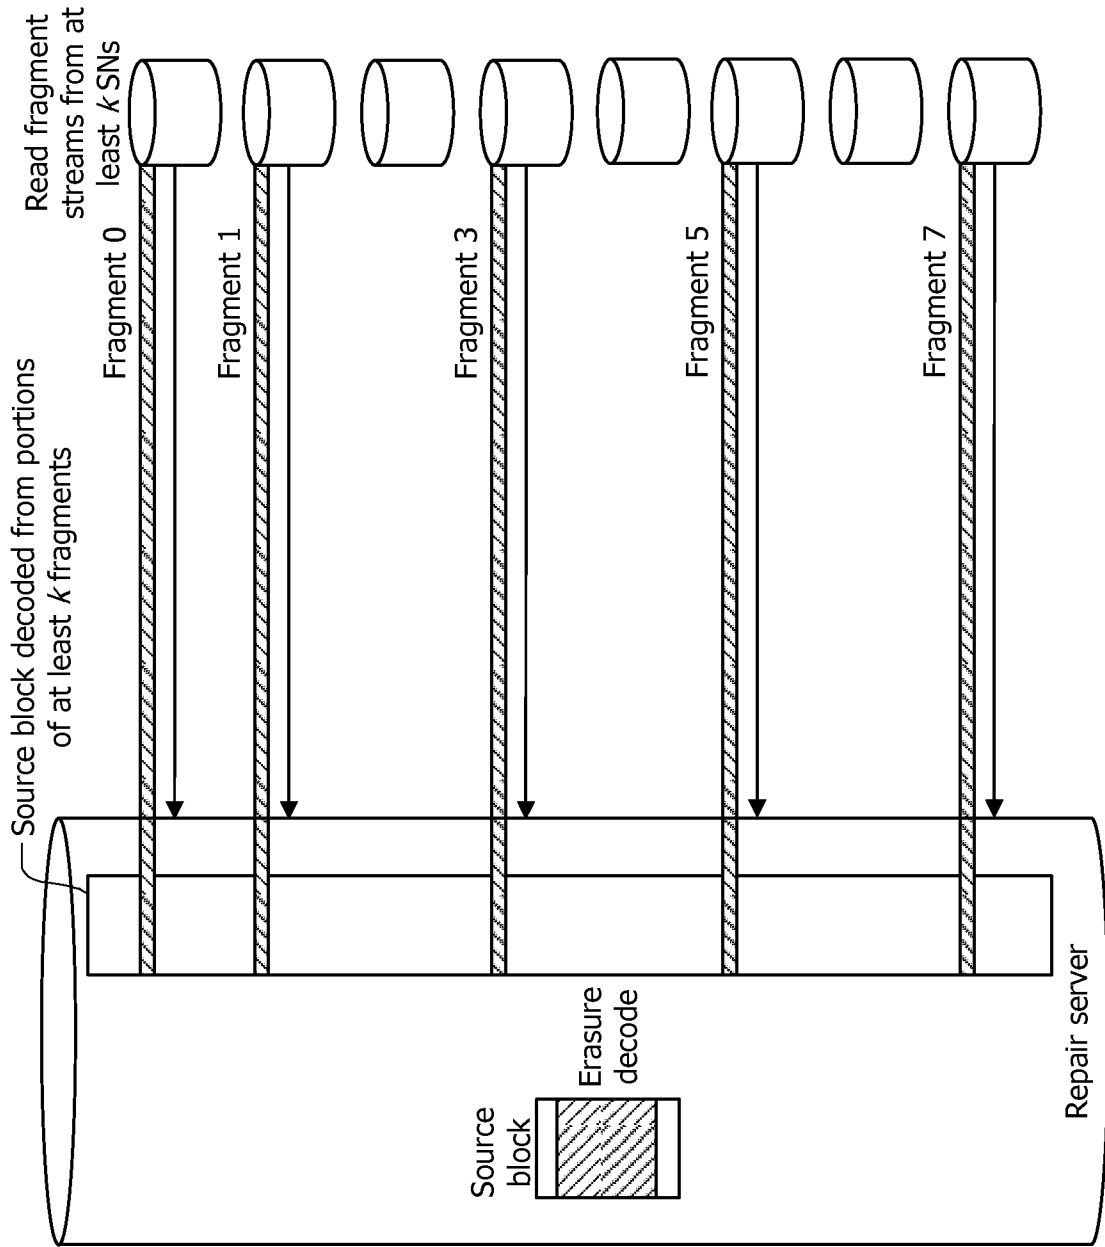 Read fragment
streams from at
least k SNs
Source block decoded from portions
of at least k fragments
Fragment 0
Fragment 1
Fragment 3
Fragment 5
Fragment 7
Source
block
Erasure
decode
Repair server